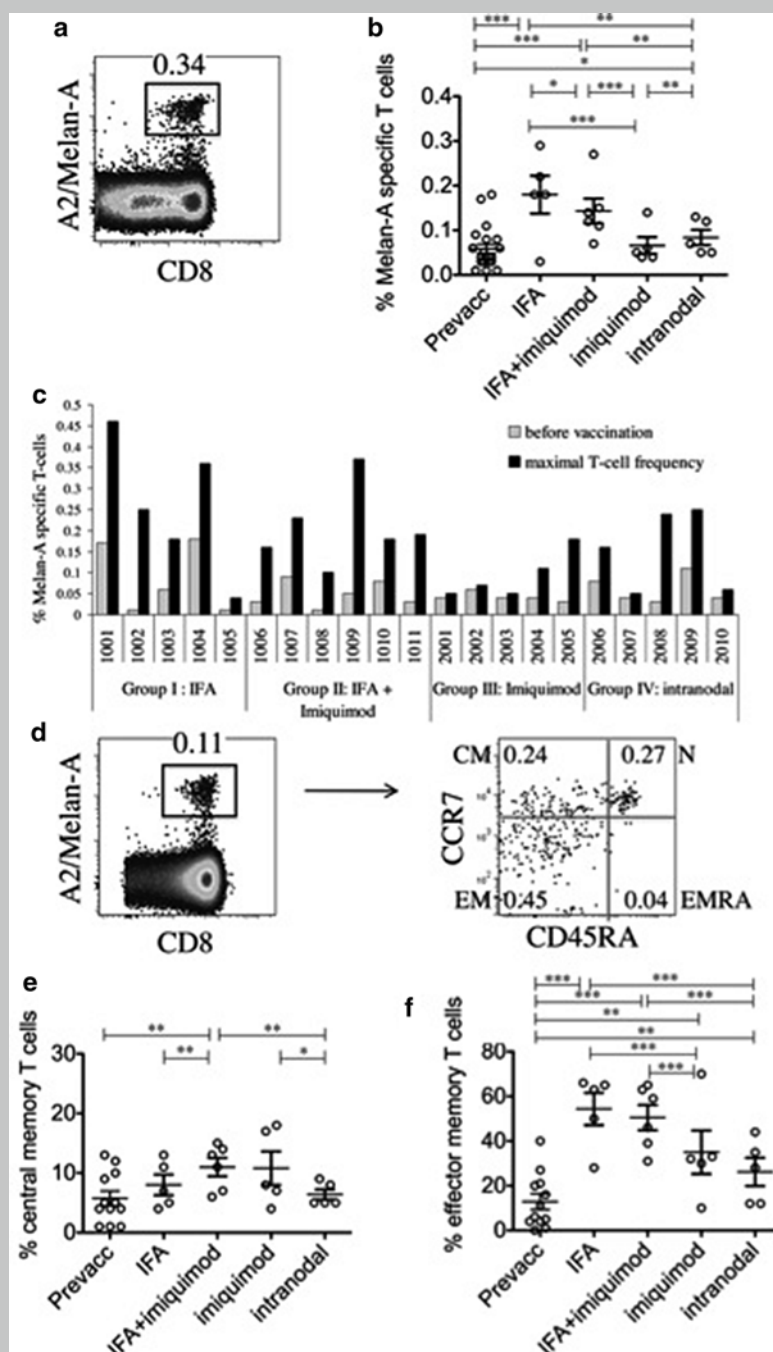 a
0.34
A2/Melan-A
CD8
b
*** **
*** **
*
* *** **
***
% Melan-A specific T cells
0.4
0.3
0.2
0.1
0.0
Prevacc
IFA
IFA+imiquimod
imiquimod
intranodal
c
% Melan-A specific T-cells
0.5
0.45
0.4
0.35
0.3
0.25
0.2
0.15
0.1
0.05
0
before vaccination
maximal T-cell frequency
1001 1002 1003 1004 1005 1006 1007 1008 1009 1010 1011 2001 2002 2003 2004 2005 2006 2007 2008 2009 2010
Group I : IFA
Group II: IFA +
Imiquimod
Group III: Imiquimod
Group IV: intranodal
d
0.11
A2/Melan-A
CD8
CM 0.24 0.27 N
CCR7
10⁴
10³
10²
EM 0.45 0.04 EMRA
CD45RA
e
** **
** *
% central memory T cells
30
20
10
0
Prevacc
IFA
IFA+imiquimod
imiquimod
intranodal
f
*** ***
*** ***
**
**
***
***
% effector memory T cells
80
60
40
20
0
Prevacc
IFA
IFA+imiquimod
imiquimod
intranodal